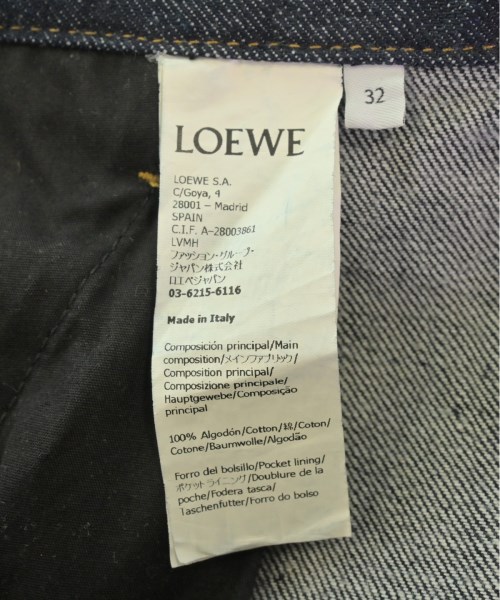 LOEWE
32
LOEWE S.A.
C/Goya, 4
28001 – Madrid
SPAIN
C.I.F. A-28003861
LVMH
ファッション・グループ・
ジャパン株式会社
ロエベジャパン
03-6215-6116
Made in Italy
Composición principal/Main
composition/メインファブリック/
Composition principal/
Composizione principale/
Hauptgewebe/Composição
principal
100% Algodón/Cotton/綿/Coton/
Cotone/Baumwolle/Algodão
Forro del bolsillo/Pocket lining/
ポケットライニング/Doublure de la
poche/Fodera tasca/
Taschenfutter/Forro do bolso